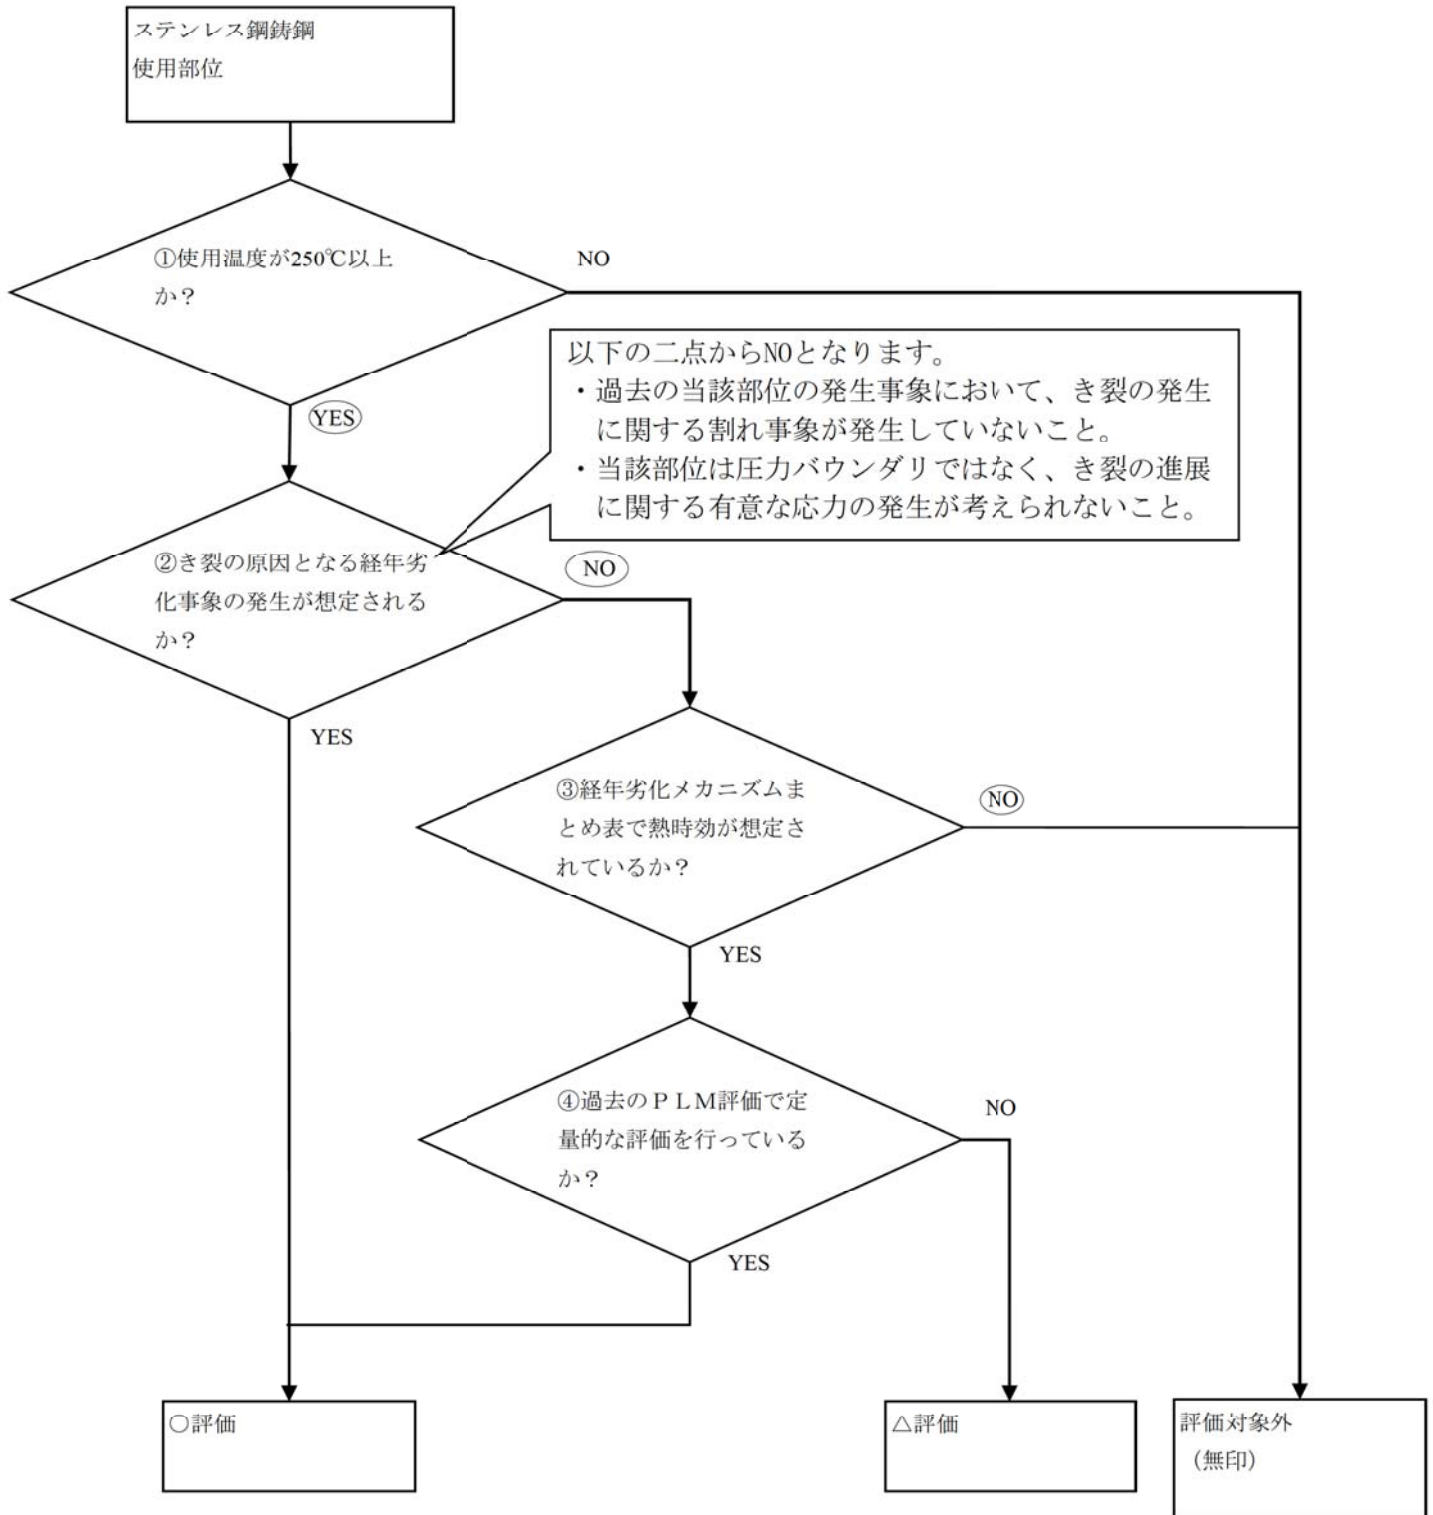 ステンレス鋼鋳鋼
使用部位
①使用温度が250℃以上
か？
NO
YES
以下の二点からNOとなります。
・過去の当該部位の発生事象において、き裂の発生
に関する割れ事象が発生していないこと。
・当該部位は圧力バウンダリではなく、き裂の進展
に関する有意な応力の発生が考えられないこと。
②き裂の原因となる経年劣
化事象の発生が想定される
か？
NO
YES
③経年劣化メカニズムま
とめ表で熱時効が想定さ
れているか？
NO
YES
④過去のＰＬＭ評価で定
量的な評価を行っている
か？
NO
YES
○評価
△評価
評価対象外
（無印）